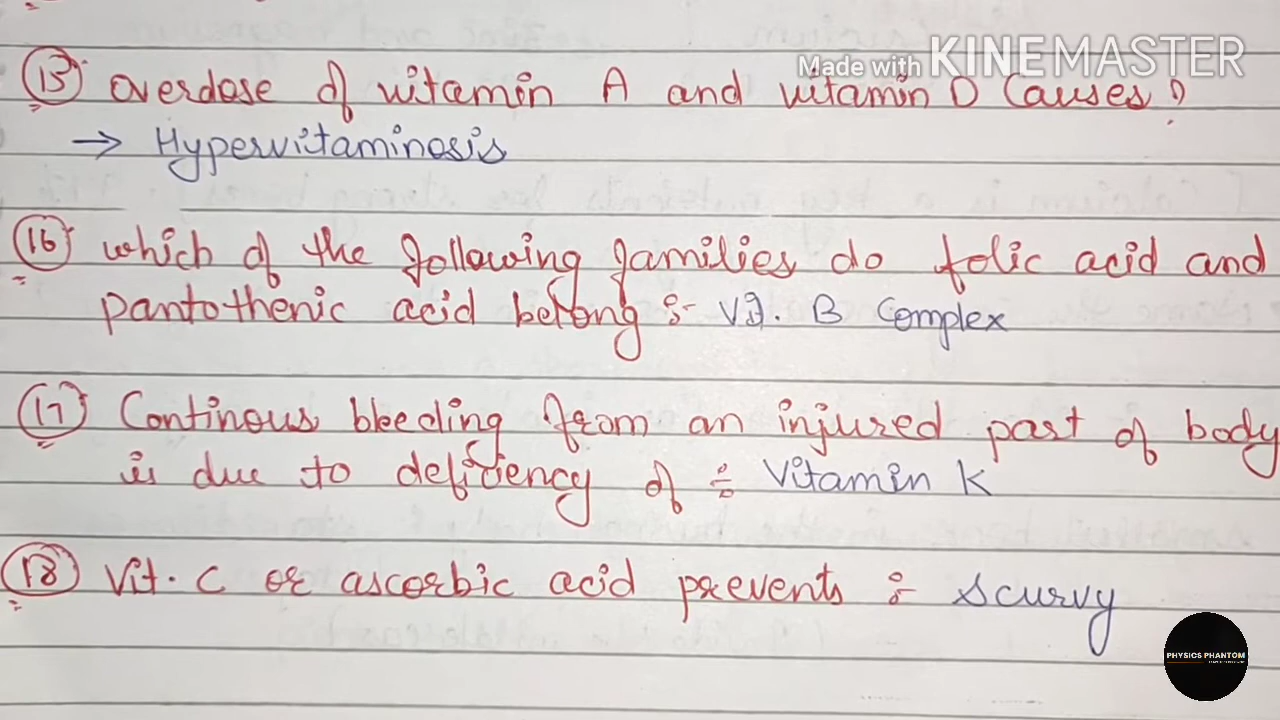 Made with KINEMASTER
(15) Overdose of vitamin A and vitamin D Causes?
→ Hypervitaminosis
(16) which of the following families do folic acid and
pantothenic acid belong :- Vit. B Complex
(17) Continous bleeding from an injured part of body
is due to deficiency of ÷ Vitamin K
(18) Vit. C or ascorbic acid prevents :- Scurvy
PHYSICS PHANTOM